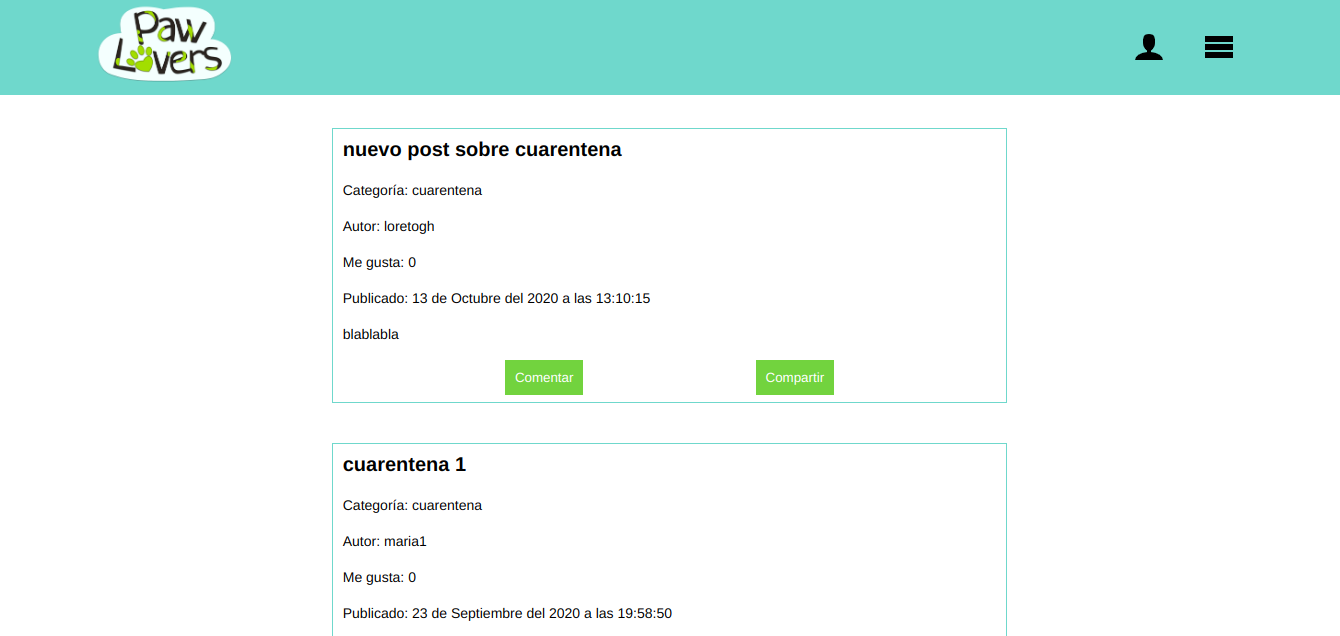 Paw
Lovers
nuevo post sobre cuarentena
Categoría: cuarentena
Autor: loretogh
Me gusta: 0
Publicado: 13 de Octubre del 2020 a las 13:10:15
blablabla
Comentar Compartir
cuarentena 1
Categoría: cuarentena
Autor: maria1
Me gusta: 0
Publicado: 23 de Septiembre del 2020 a las 19:58:50